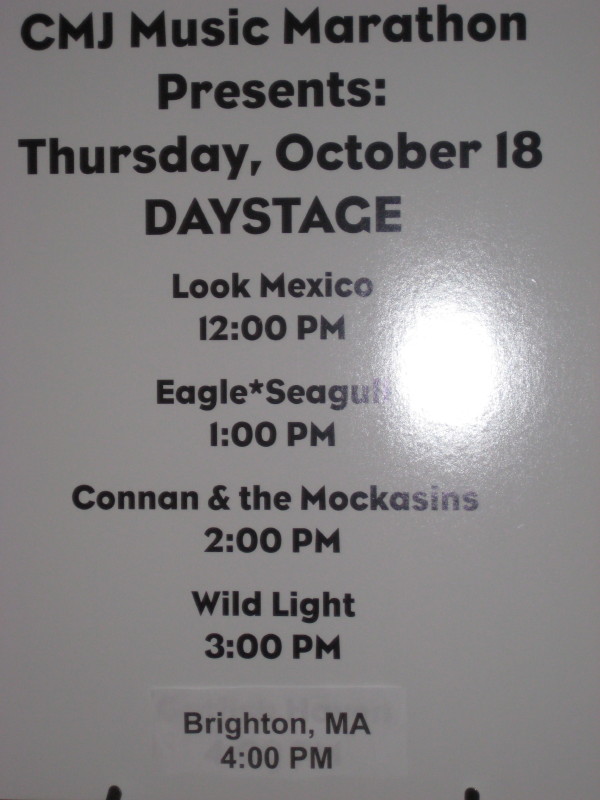 CMJ Music Marathon
Presents:
Thursday, October 18
DAYSTAGE
Look Mexico
12:00 PM
Eagle*Seagull
1:00 PM
Connan & the Mockasins
2:00 PM
Wild Light
3:00 PM
Brighton, MA
4:00 PM